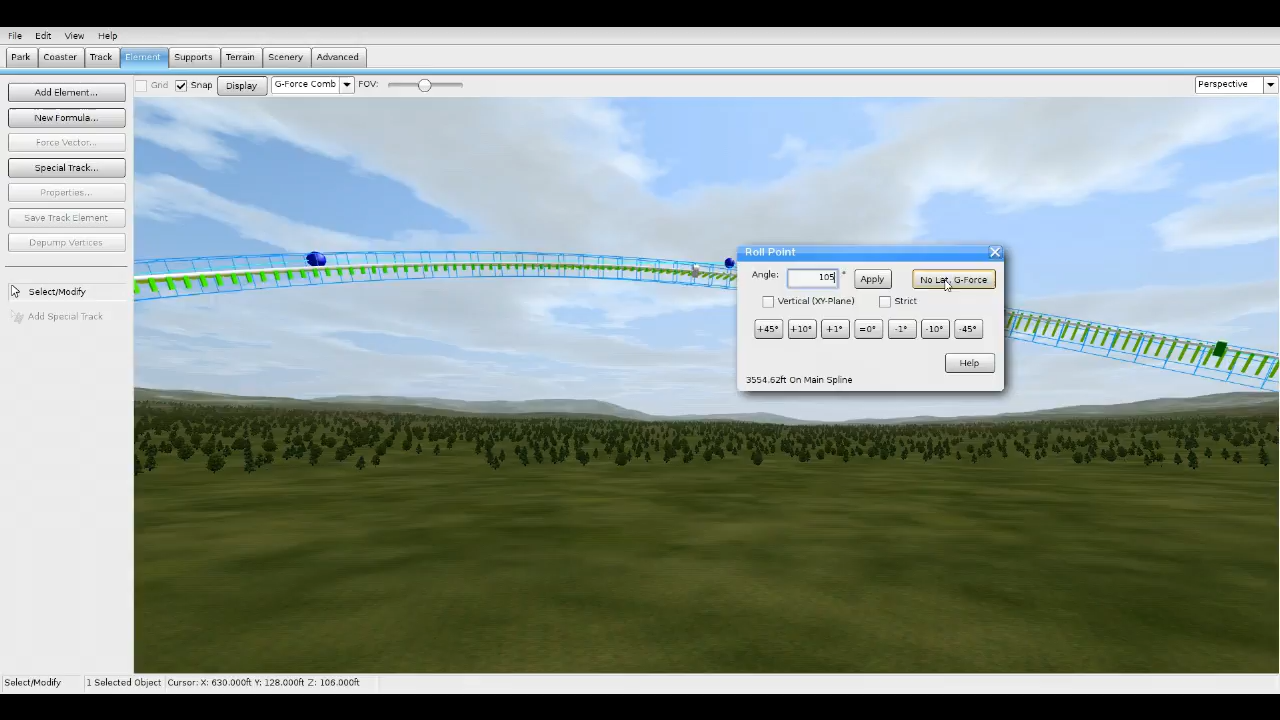 File Edit View Help
Park Coaster Track Element Supports Terrain Scenery Advanced
Grid Snap Display G-Force Comb FOV: Perspective
Add Element...
New Formula...
Force Vector...
Special Track...
Properties...
Save Track Element
Depump Vertices
Select/Modify
Add Special Track
Roll Point
Angle: 105 ° Apply No Lat. G-Force
Vertical (XY-Plane) Strict
+45° +10° +1° =0° -1° -10° -45°
Help
3554.62ft On Main Spline
Select/Modify 1 Selected Object Cursor: X: 630.000ft Y: 128.000ft Z: 106.000ft